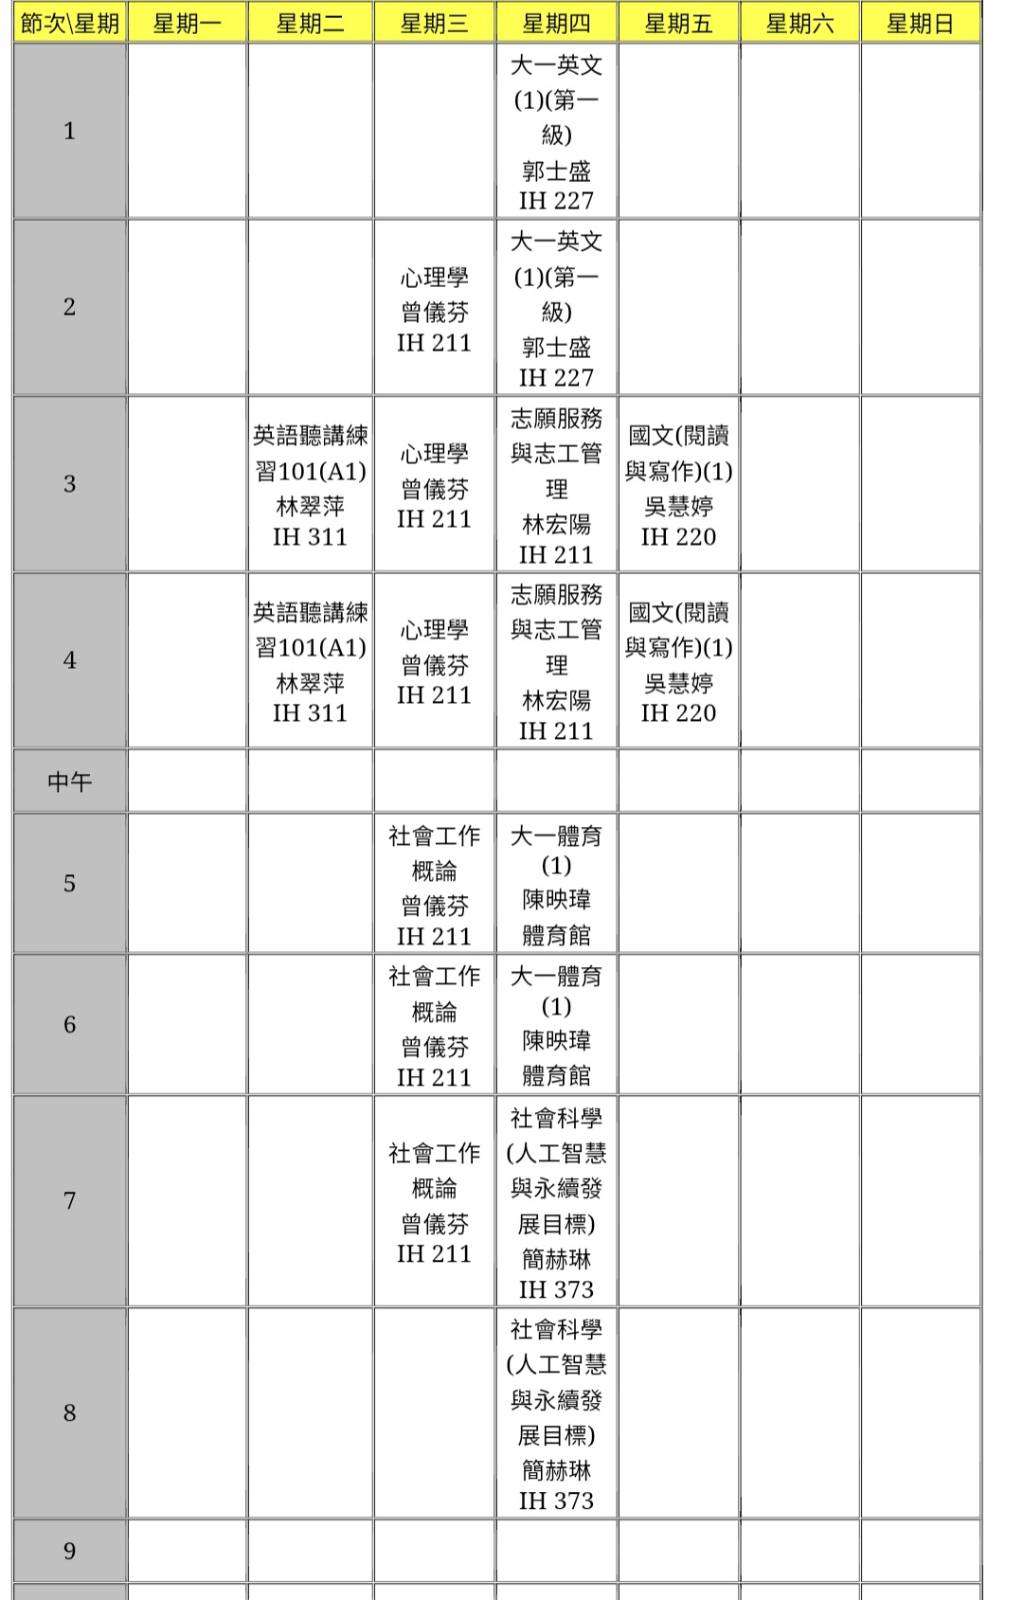 節次\星期 星期一 星期二 星期三 星期四 星期五 星期六 星期日
1
大一英文
(1)(第一
級)
郭士盛
IH 227
2
心理學
曾儀芬
IH 211
大一英文
(1)(第一
級)
郭士盛
IH 227
3
英語聽講練
習101(A1)
林翠萍
IH 311
心理學
曾儀芬
IH 211
志願服務
與志工管
理
林宏陽
IH 211
國文(閱讀
與寫作)(1)
吳慧婷
IH 220
4
英語聽講練
習101(A1)
林翠萍
IH 311
心理學
曾儀芬
IH 211
志願服務
與志工管
理
林宏陽
IH 211
國文(閱讀
與寫作)(1)
吳慧婷
IH 220
中午
5
社會工作
概論
曾儀芬
IH 211
大一體育
(1)
陳映瑋
體育館
6
社會工作
概論
曾儀芬
IH 211
大一體育
(1)
陳映瑋
體育館
7
社會工作
概論
曾儀芬
IH 211
社會科學
(人工智慧
與永續發
展目標)
簡赫琳
IH 373
8
社會科學
(人工智慧
與永續發
展目標)
簡赫琳
IH 373
9